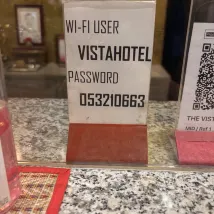 WI-FI USER
VISTAHOTEL
PASSWORD
053210663
THE VIST